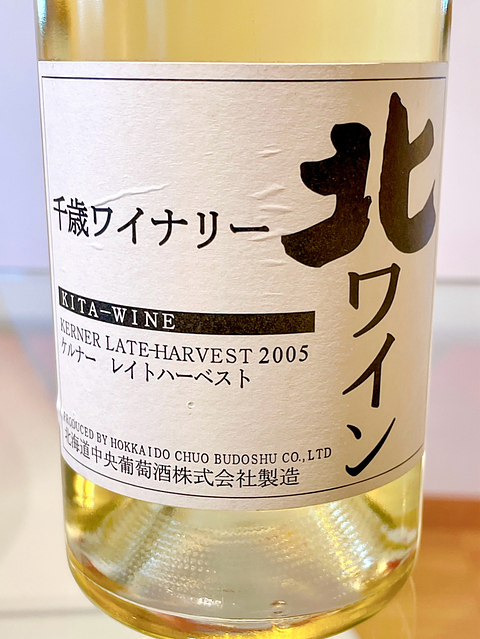 北ワイン
千歳ワイナリー
KITA-WINE
KERNER LATE-HARVEST 2005
ケルナー レイトハーベスト
PRODUCED BY HOKKAIDO CHUO BUDOSHU CO.,LTD
北海道中央葡萄酒株式会社製造